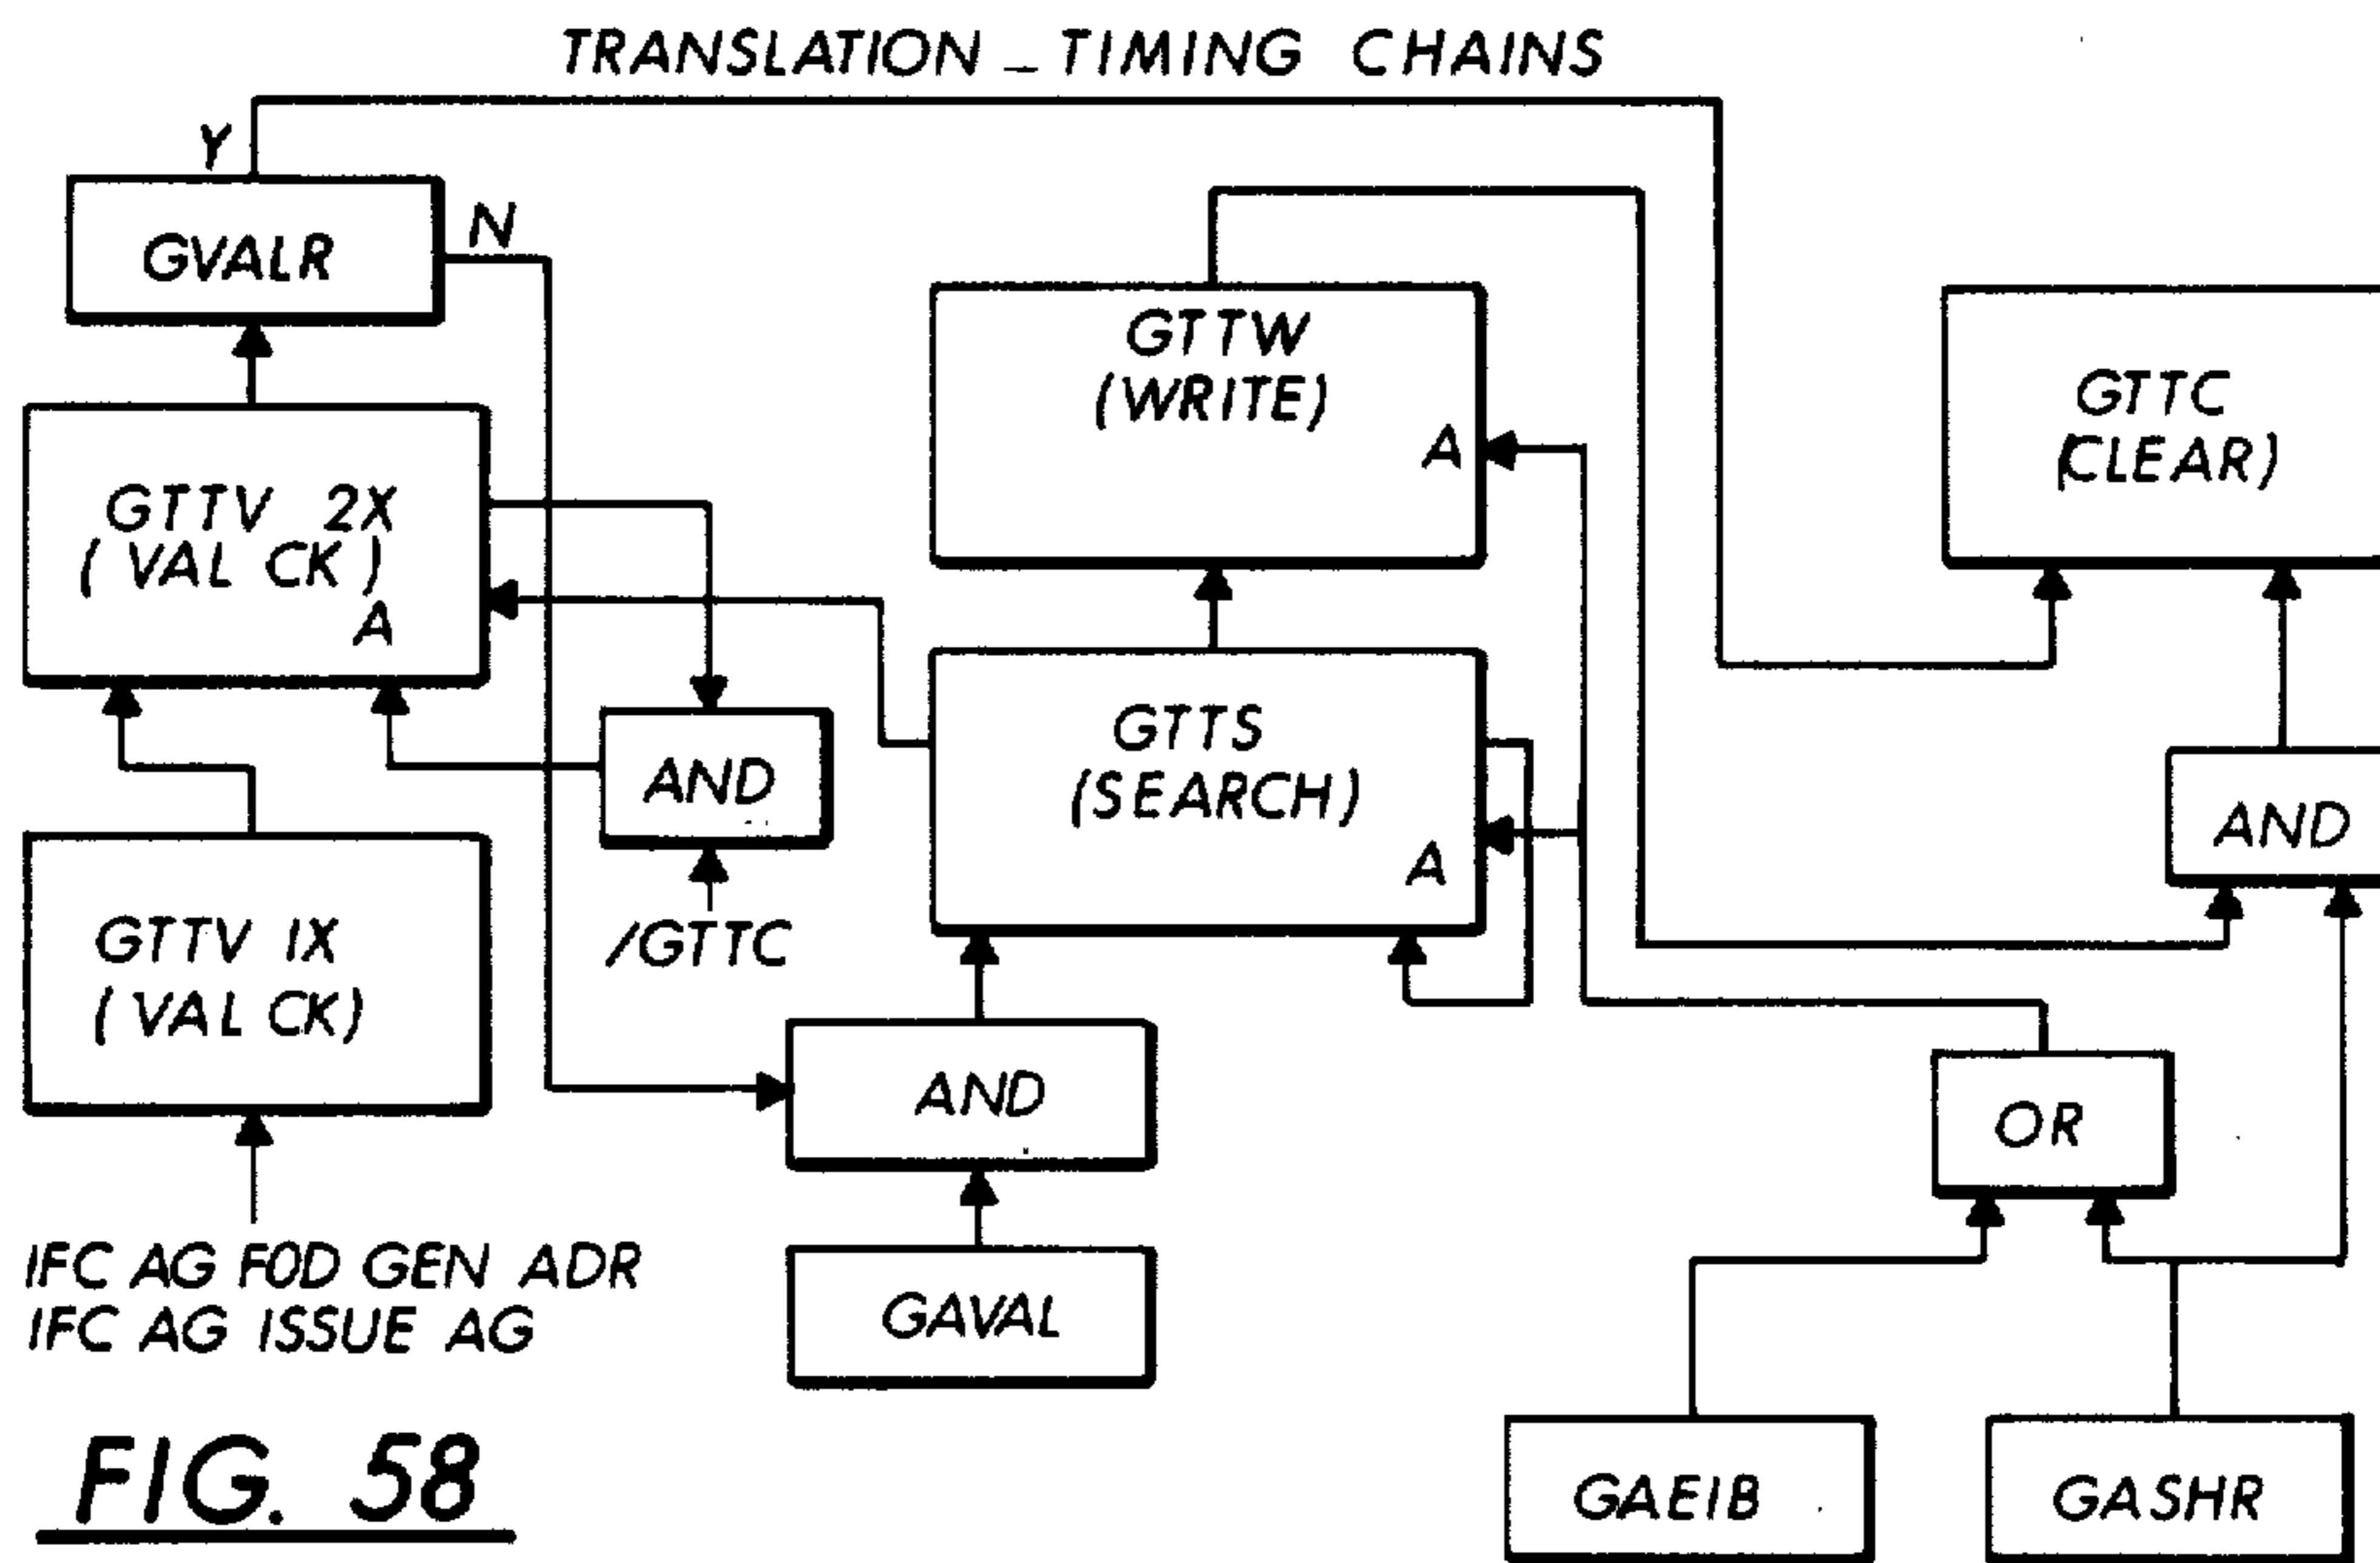 TRANSLATION - TIMING CHAINS
Y
N
GVALR
GTTW
(WRITE)
A
GTTC
(CLEAR)
GTTV 2X
(VAL CK)
A
AND
/GTTC
GTTS
(SEARCH)
A
AND
GTTV IX
(VAL CK)
AND
OR
IFC AG FOD GEN ADR
IFC AG ISSUE AG
GAVAL
GAEIB
GASHR
FIG. 58